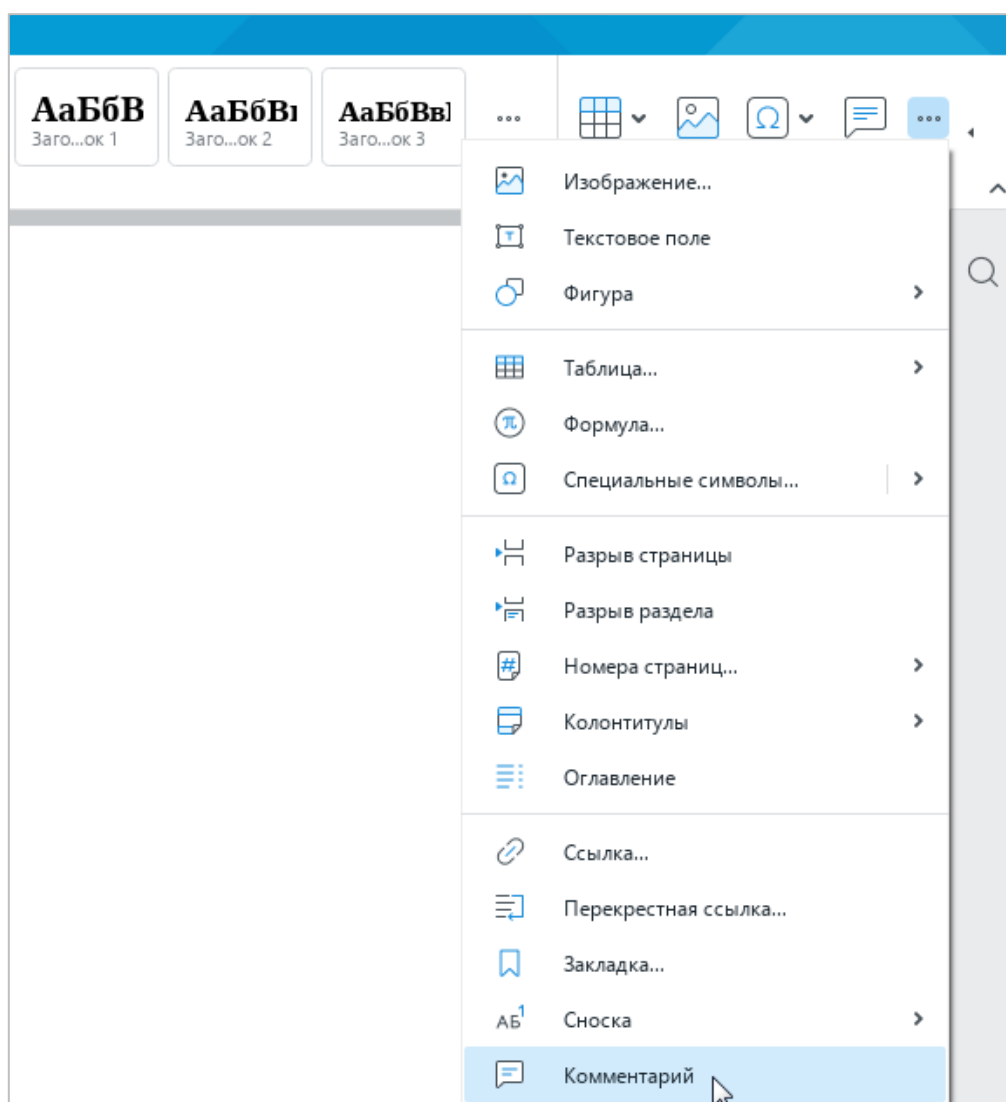 АаБбВ АаБбВı АаБбВвІ
Заго...ок 1 Заго...ок 2 Заго...ок 3
Изображение...
Текстовое поле
Фигура
Таблица...
Формула...
Специальные символы...
Разрыв страницы
Разрыв раздела
Номера страниц...
Колонтитулы
Оглавление
Ссылка...
Перекрестная ссылка...
Закладка...
АБ1 Сноска
Комментарий